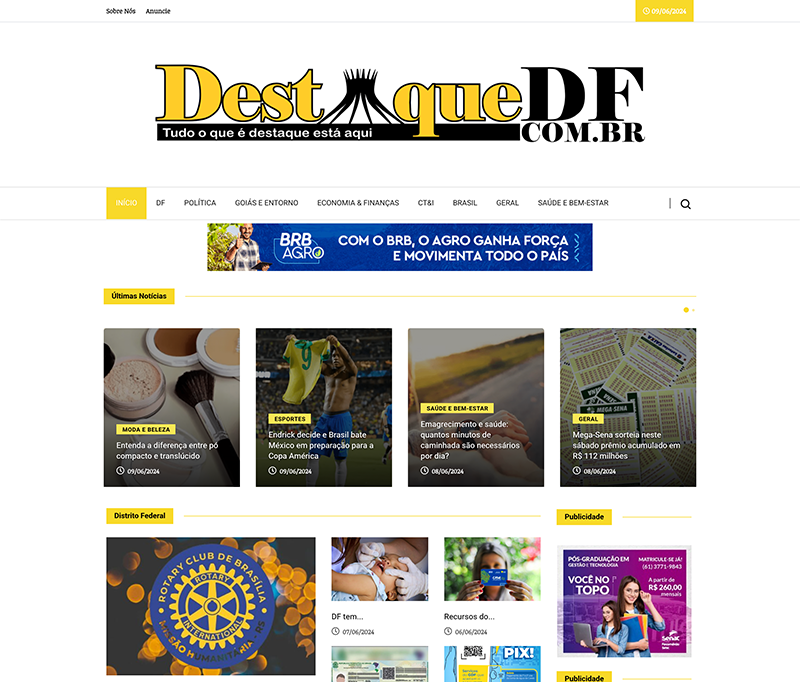 Sobre Nós Anuncie 09/06/2024
DestaqueDF
Tudo o que é destaque está aqui
COM.BR
INÍCIO DF POLÍTICA GOIÁS E ENTORNO ECONOMIA & FINANÇAS CT&I BRASIL GERAL SAÚDE E BEM-ESTAR
BRB
AGRO
COM O BRB, O AGRO GANHA FORÇA
E MOVIMENTA TODO O PAÍS
Últimas Notícias
MODA E BELEZA
Entenda a diferença entre pó
compacto e translúcido
09/06/2024
9
ESPORTES
Endrick decide e Brasil bate
México em preparação para a
Copa América
09/06/2024
SAÚDE E BEM-ESTAR
Emagrecimento e saúde:
quantos minutos de
caminhada são necessários
por dia?
08/06/2024
MEGA-SENA
GERAL
Mega-Sena sorteia neste
sábado prêmio acumulado em
R$ 112 milhões
08/06/2024
Distrito Federal
ROTARY CLUB DE BRASÍLIA
ROTARY
INTERNATIONAL
MISSÃO HUMANITARIA - RS
DF tem...
07/06/2024
Recursos do...
06/06/2024
PIX!
Publicidade
PÓS-GRADUAÇÃO EM
GESTÃO E TECNOLOGIA
MATRICULE-SE JÁ!
(61) 3771-9843
VOCÊ NO
TOPO
A partir de
R$ 260,00
mensais
Senac
Publicidade